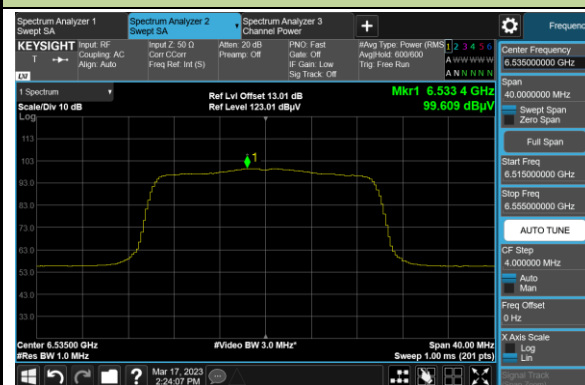 Spectrum Analyzer 1
Swept SA
Spectrum Analyzer 2
Swept SA
Spectrum Analyzer 3
Channel Power
+
Frequen
KEYSIGHT
T
LXI
Input: RF
Coupling: AC
Align: Auto
Input Z: 50 Ω
Corr CCorr
Freq Ref: Int (S)
Atten: 20 dB
Preamp: Off
PNO: Fast
Gate: Off
IF Gain: Low
Sig Track: Off
#Avg Type: Power (RMS
Avg|Hold: 600/600
Trig: Free Run
1 2 3 4 5 6
A W W W W W
A N N N N N
1 Spectrum
Scale/Div 10 dB
Log
Ref Lvl Offset 13.01 dB
Ref Level 123.01 dBµV
Mkr1 6.533 4 GHz
99.609 dBµV
113
103
93.0
83.0
73.0
63.0
53.0
43.0
33.0
1
Center 6.53500 GHz
#Res BW 1.0 MHz
#Video BW 3.0 MHz*
Span 40.00 MHz
Sweep 1.00 ms (201 pts)
Center Frequency
6.535000000 GHz
Span
40.0000000 MHz
Swept Span
Zero Span
Full Span
Start Freq
6.515000000 GHz
Stop Freq
6.555000000 GHz
AUTO TUNE
CF Step
4.000000 MHz
Auto
Man
Freq Offset
0 Hz
X Axis Scale
Log
Lin
Signal Track
?
Mar 17, 2023
2:24:07 PM